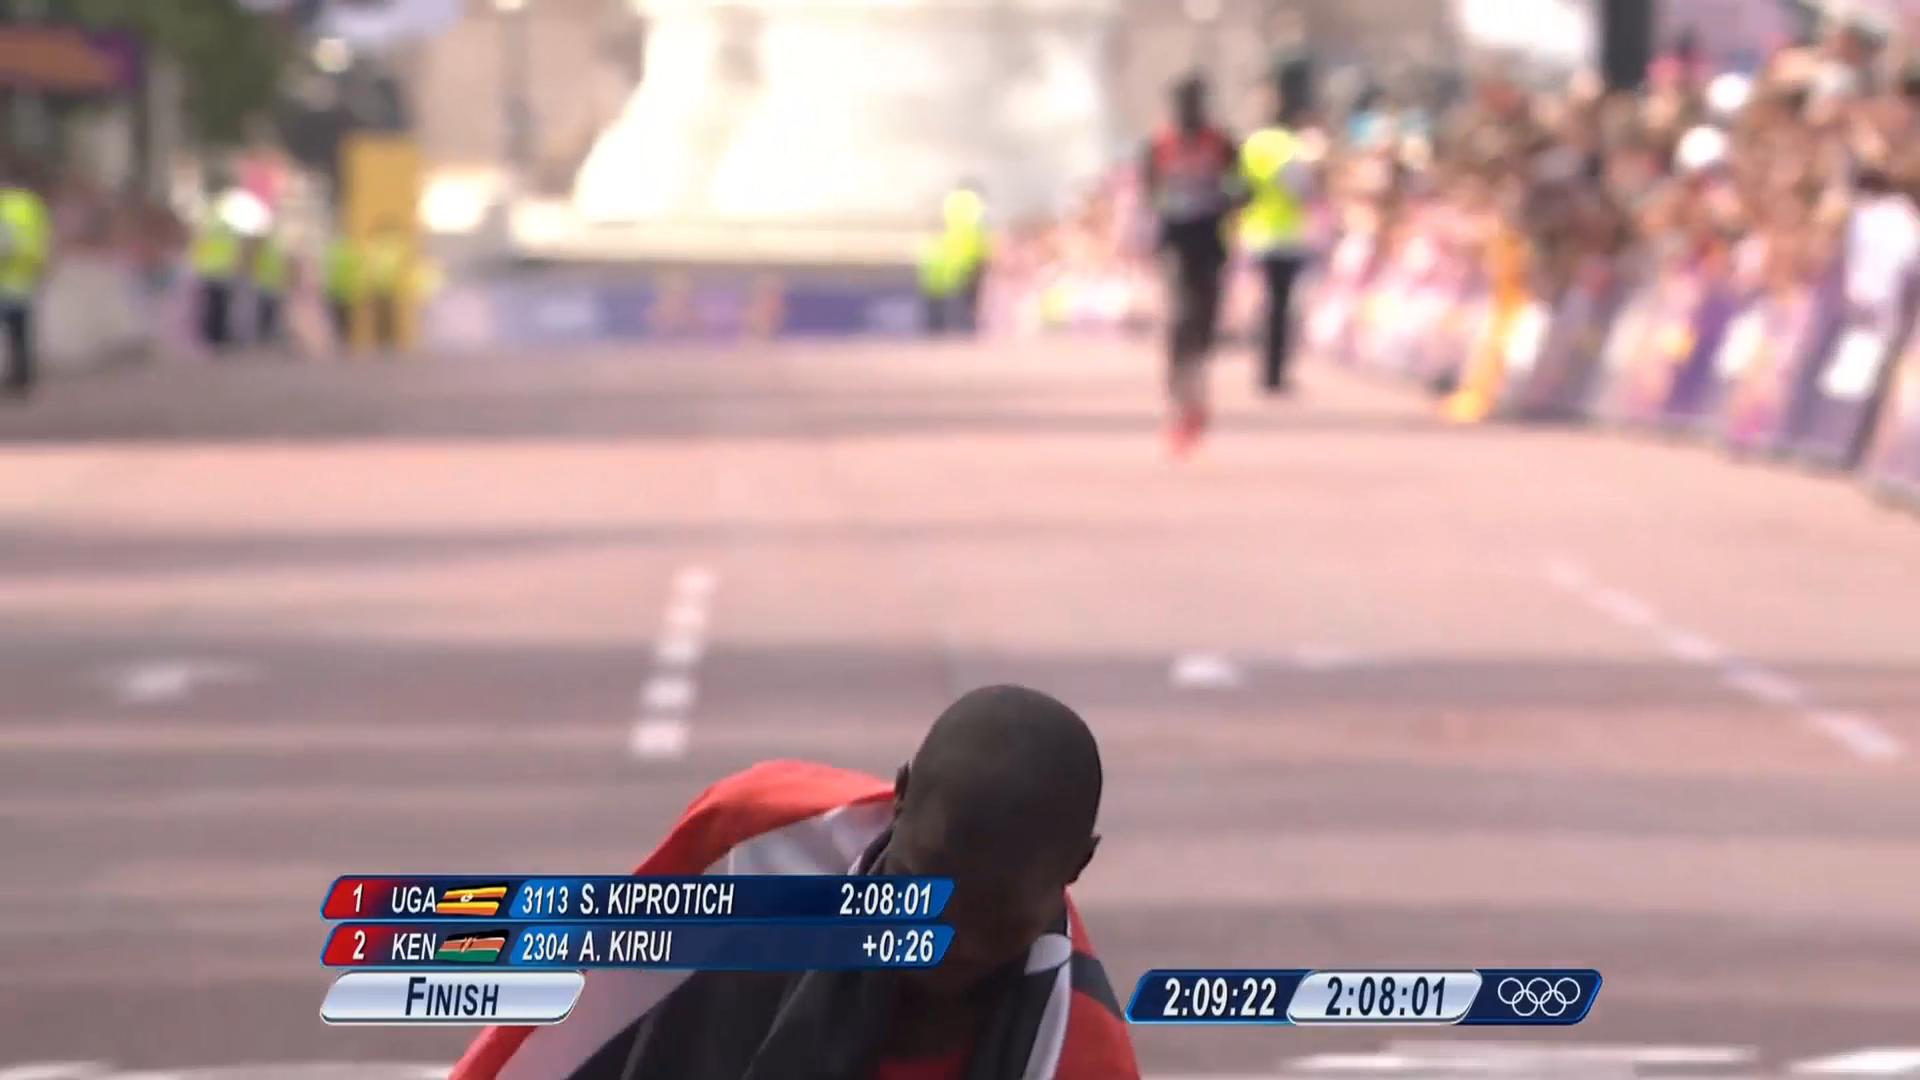 1 UGA 3113 S. KIPROTICH 2:08:01
2 KEN 2304 A. KIRUI +0:26
FINISH
2:09:22 2:08:01